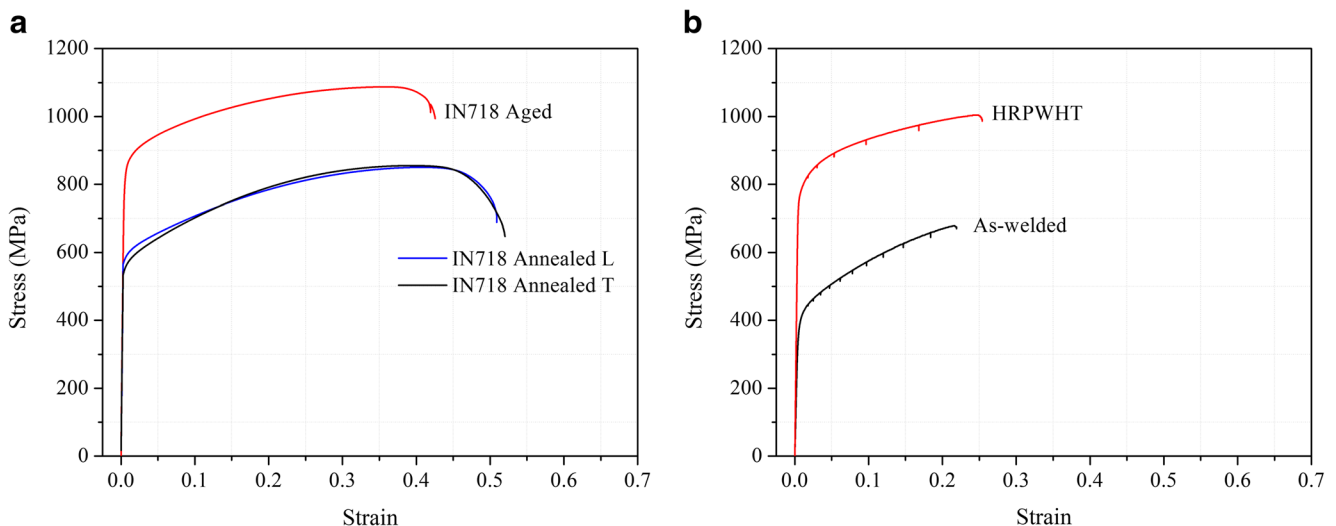 a
1200
1000
800
600
400
200
0
Stress (MPa)
0.0 0.1 0.2 0.3 0.4 0.5 0.6 0.7
Strain
IN718 Aged
IN718 Annealed L
IN718 Annealed T
b
1200
1000
800
600
400
200
0
Stress (MPa)
0.0 0.1 0.2 0.3 0.4 0.5 0.6 0.7
Strain
HRPWHT
As-welded